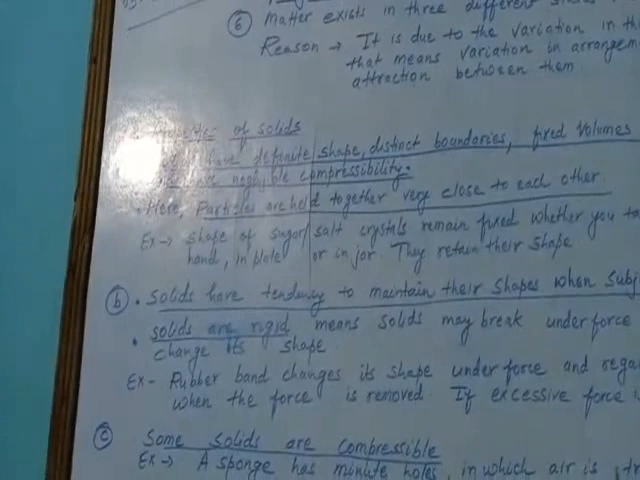 ⑥ Matter exists in three different
Reason → It is due to the variation in th
that means variation in arrangem
attraction between them
Properties of solids
have definite shape, distinct boundaries, fixed volumes
negligible compressibility.
Here, Particles are held together very close to each other.
Ex → shape of sugar/salt crystals remain fixed whether you ta
hand, in plate or in jar. They retain their shape
ⓑ . Solids have tendency to maintain their shapes when Subj
. Solids are rigid means solids may break under force
change its shape
Ex - Rubber band changes its shape under force and rega
when the force is removed. If excessive force
ⓒ Some Solids are Compressible
Ex → A sponge has minute holes, in which air is